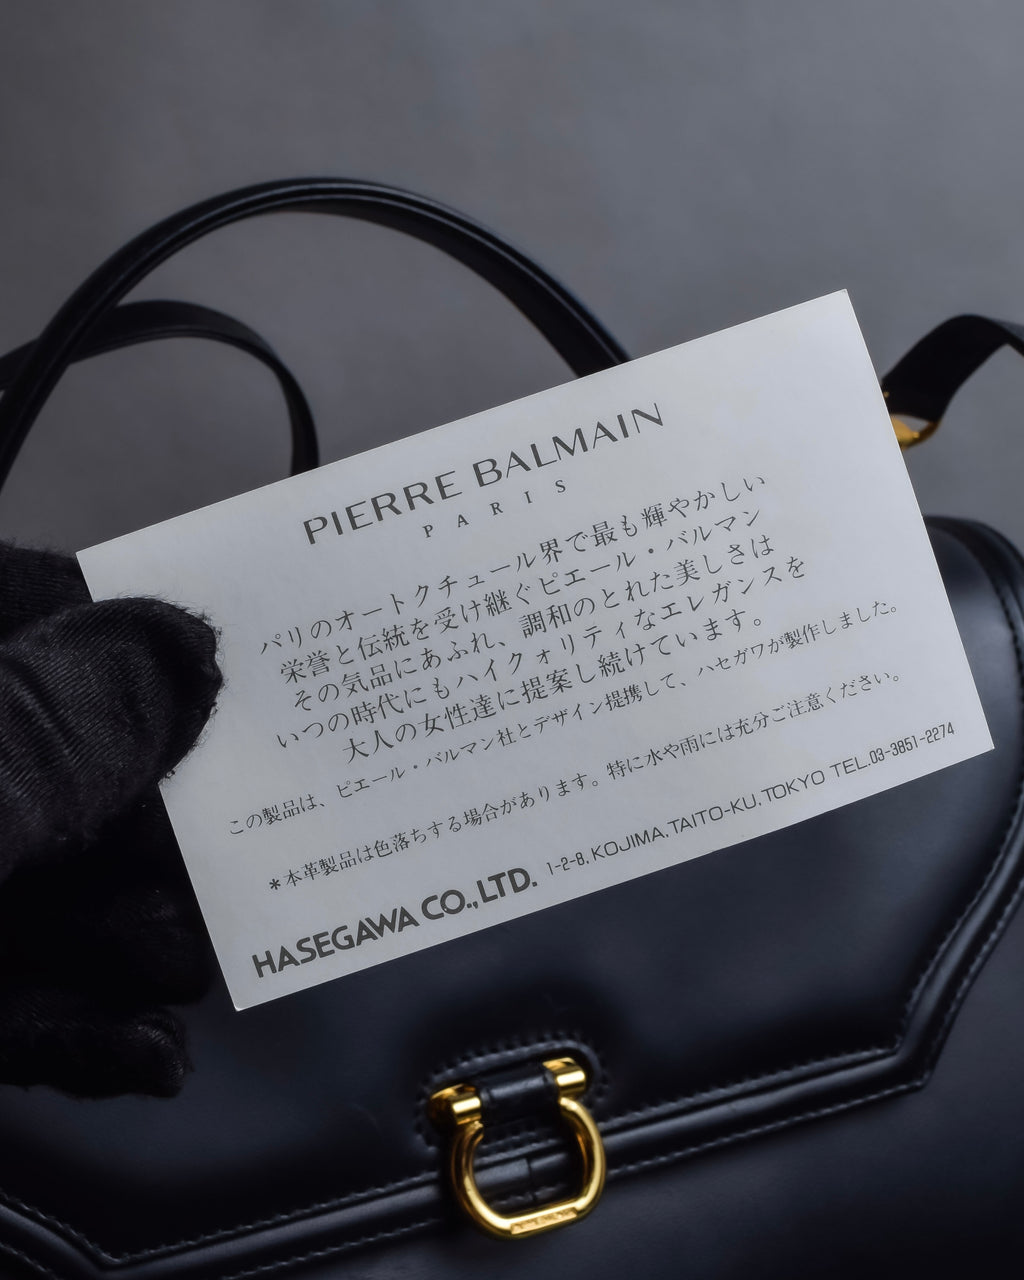 PIERRE BALMAIN
PARIS
パリのオートクチュール界で最も輝やかしい
栄誉と伝統を受け継ぐピエール・バルマン
その気品にあふれ、調和のとれた美しさは
いつの時代にもハイクォリティなエレガンスを
大人の女性達に提案し続けています。
この製品は、ピエール・バルマン社とデザイン提携して、ハセガワが製作しました。
*本革製品は色落ちする場合があります。特に水や雨には充分ご注意ください。
HASEGAWA CO.,LTD. 1-2-8, KOJIMA, TAITO-KU, TOKYO TEL.03-3851-2274